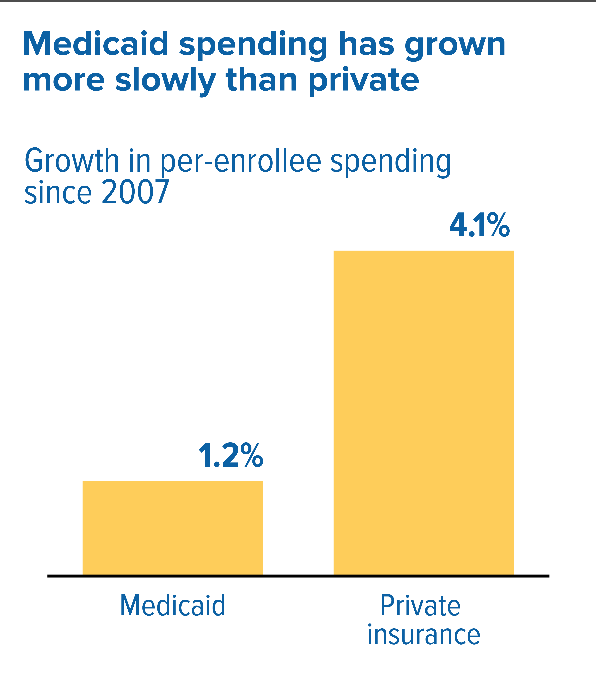 Medicaid spending has grown
more slowly than private
Growth in per-enrollee spending
since 2007
4.1%
1.2%
Medicaid
Private
insurance